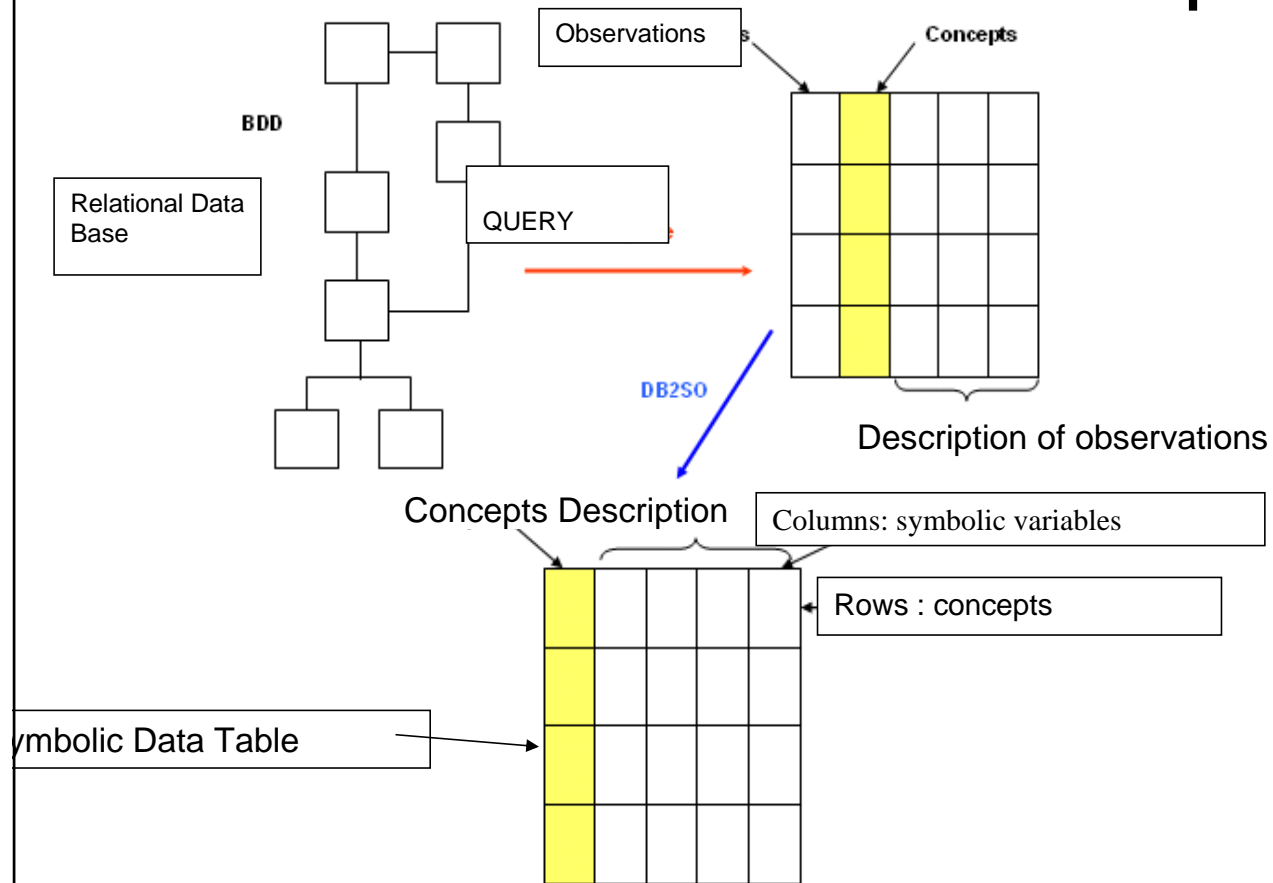 Observations
s
Concepts
BDD
Relational Data
Base
QUERY
DB2SO
Description of observations
Concepts Description
Columns: symbolic variables
Rows : concepts
ymbolic Data Table